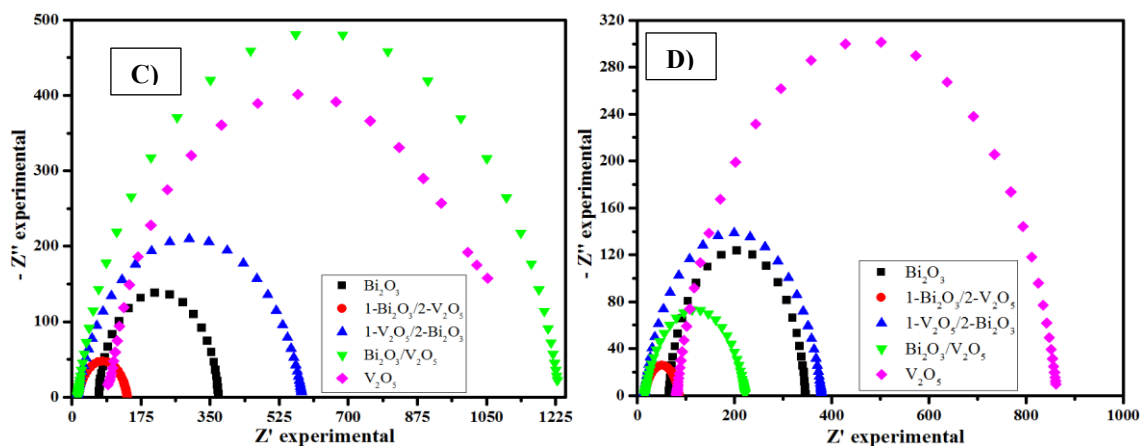 C)
- Z'' experimental
500
400
300
200
100
0
Bi₂O₃
1-Bi₂O₃/2-V₂O₅
1-V₂O₅/2-Bi₂O₃
Bi₂O₃/V₂O₅
V₂O₅
0 175 350 525 700 875 1050 1225
Z' experimental
D)
- Z'' experimental
320
280
240
200
160
120
80
40
0
Bi₂O₃
1-Bi₂O₃/2-V₂O₅
1-V₂O₅/2-Bi₂O₃
Bi₂O₃/V₂O₅
V₂O₅
0 200 400 600 800 1000
Z' experimental